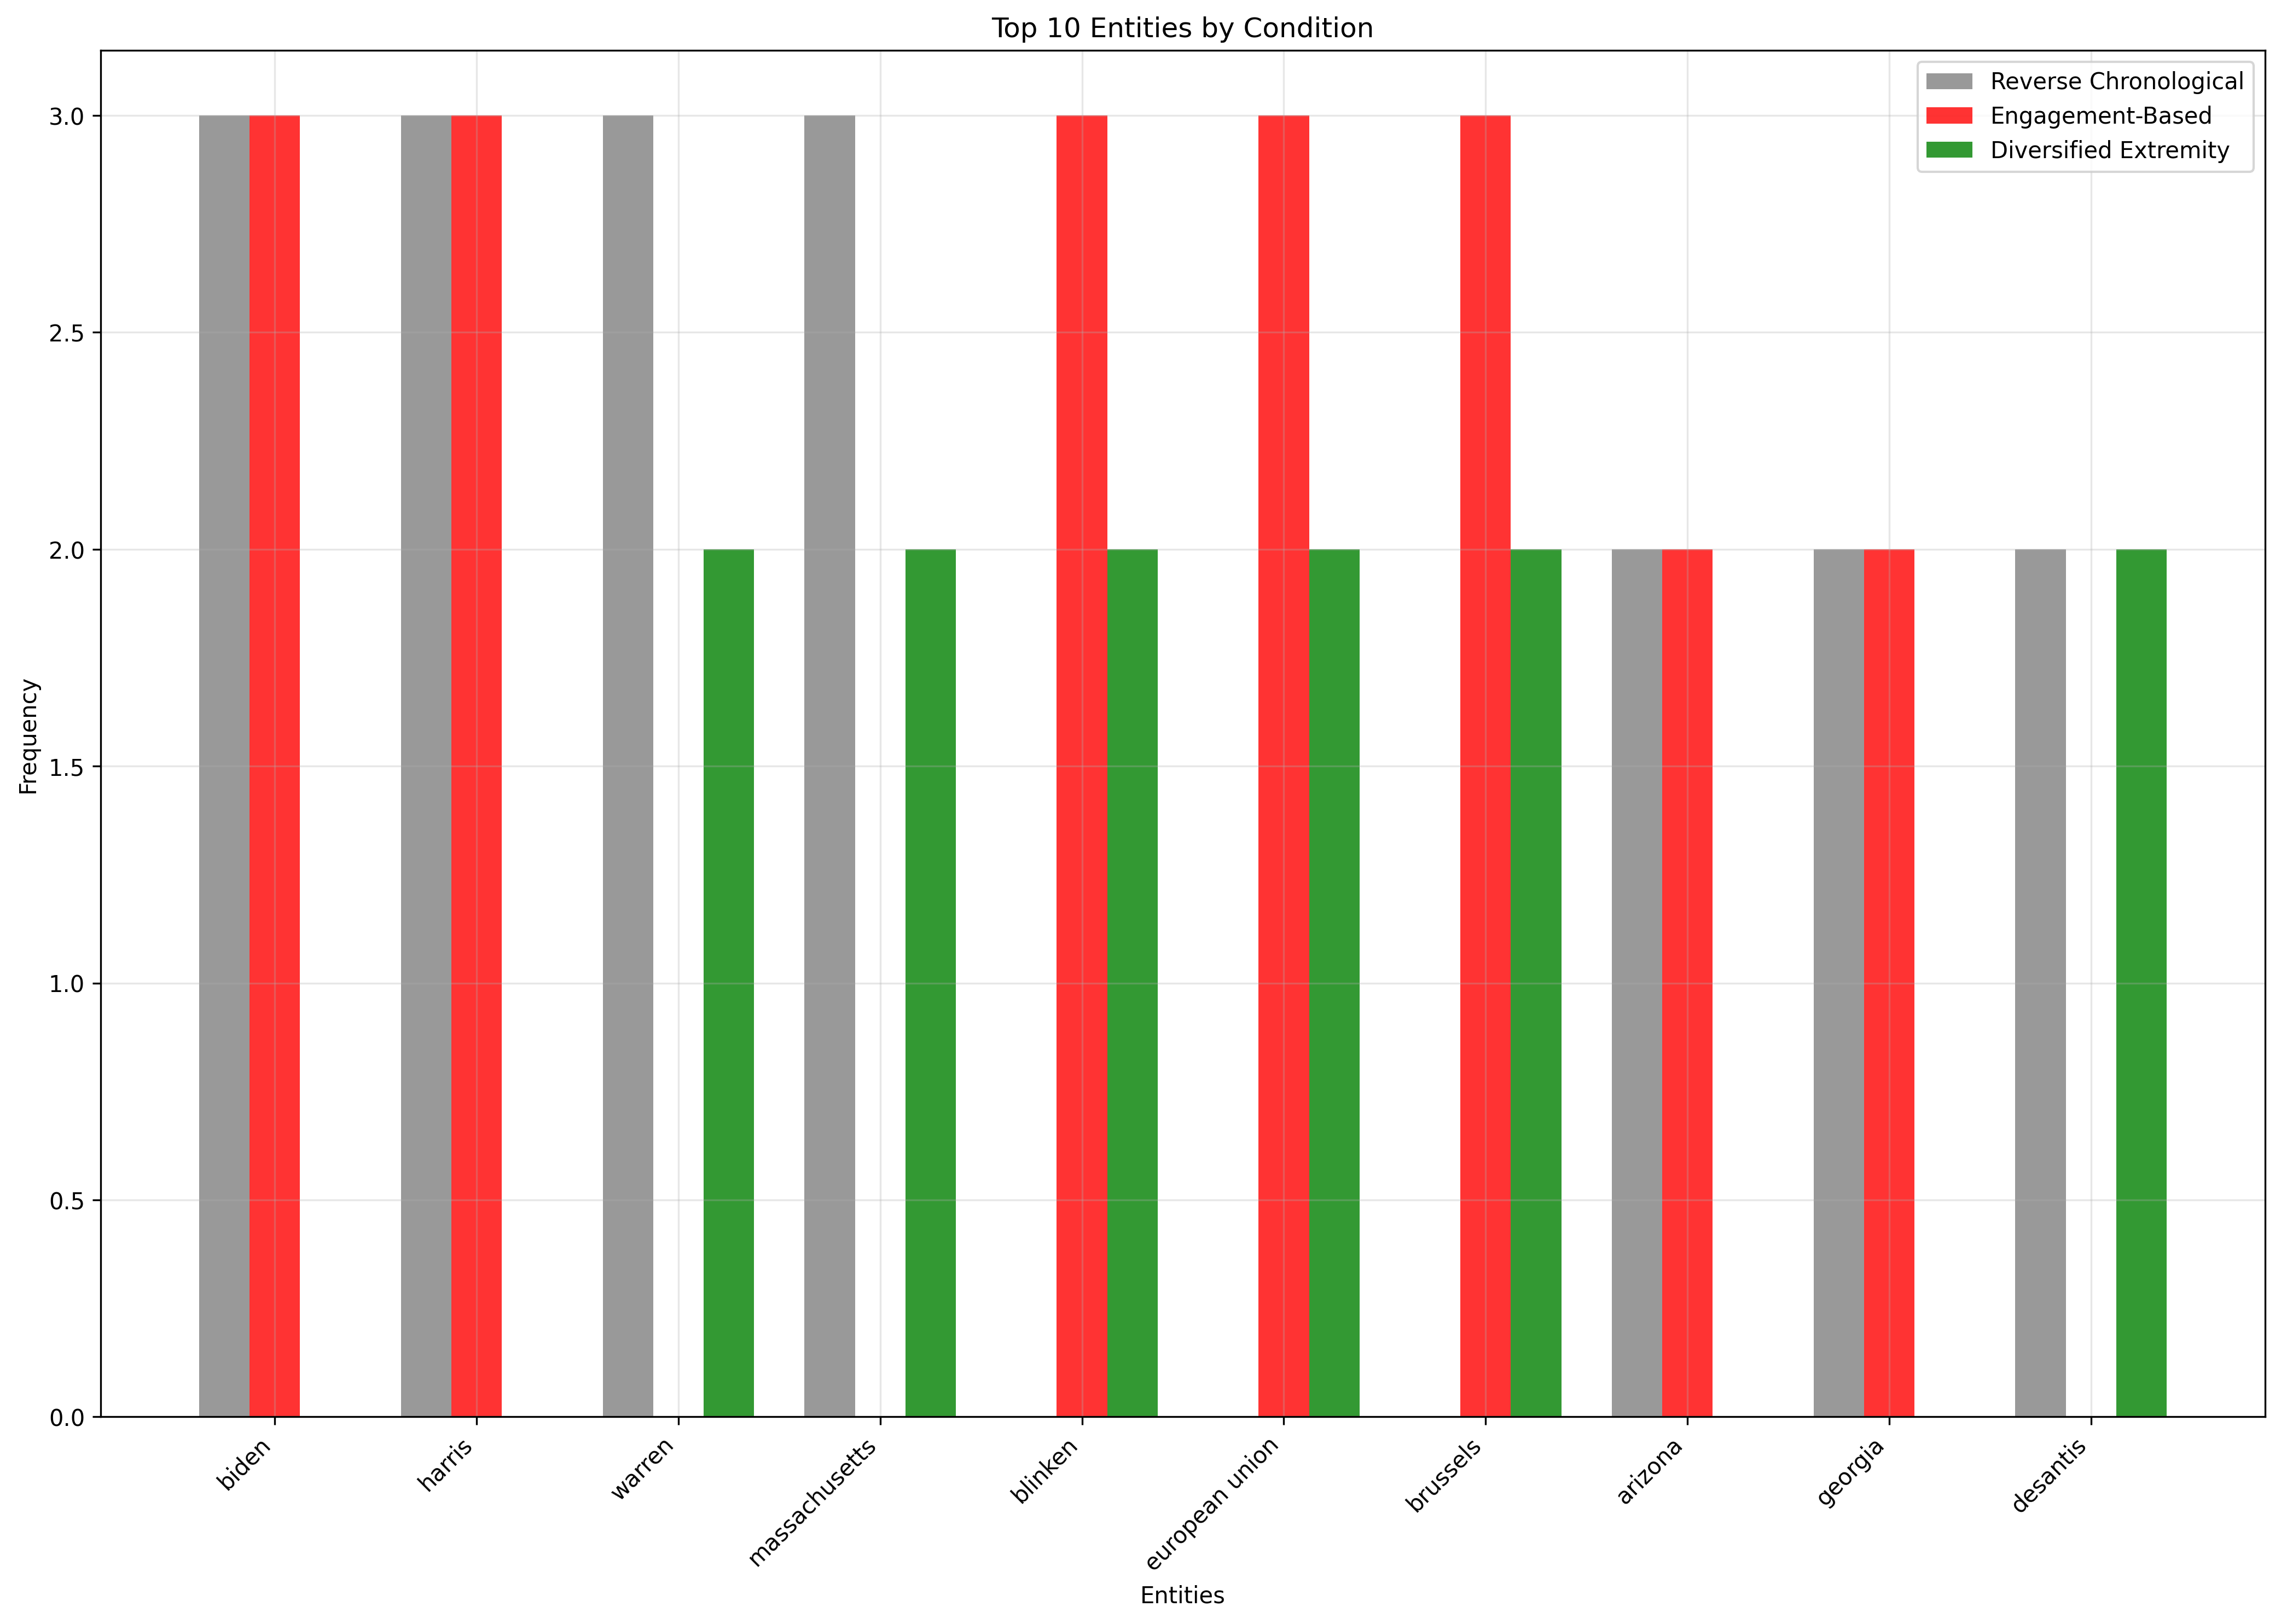 Top 10 Entities by Condition
Reverse Chronological
Engagement-Based
Diversified Extremity
Frequency
3.0
2.5
2.0
1.5
1.0
0.5
0.0
biden
harris
warren
massachusetts
blinken
european union
brussels
arizona
georgia
desantis
Entities